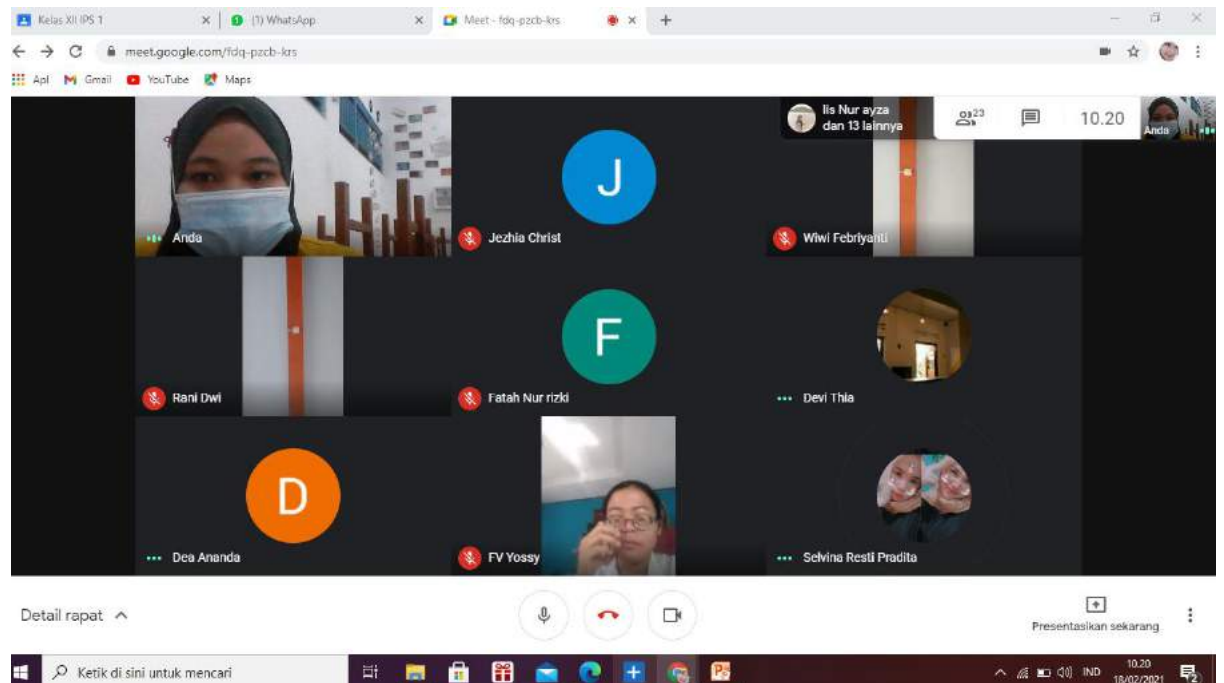 Kelas XII IPS 1
(1) WhatsApp
Meet - fdq-pzcb-krs
meet.google.com/fdq-pzcb-krs
Apl Gmail YouTube Maps
Iis Nur ayza
dan 13 lainnya
23
10.20
Anda
Anda
J
Jezhia Christ
Wiwi Febriyanti
Rani Dwi
F
Fatah Nur rizki
Devi Thia
D
Dea Ananda
FV Yossy
Selvina Resti Pradita
Detail rapat
Presentasikan sekarang
Ketik di sini untuk mencari
IND
10.20
18/02/2021
2